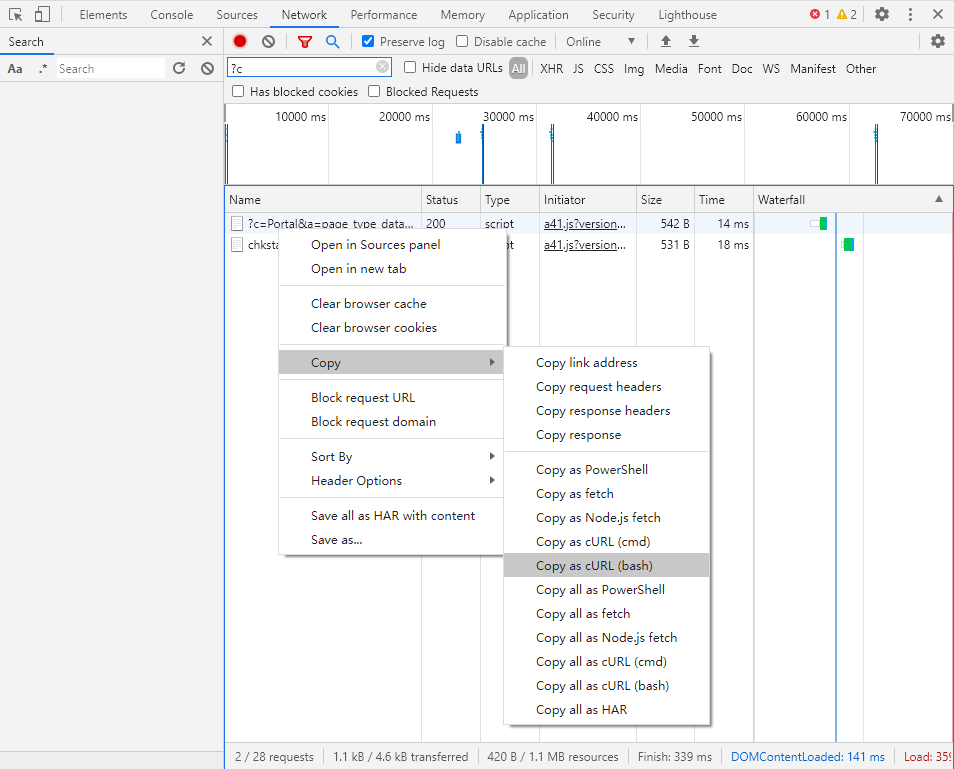 Elements Console Sources Network Performance Memory Application Security Lighthouse 1 2
Search
Preserve log Disable cache Online
Aa .* Search
?c Hide data URLs All XHR JS CSS Img Media Font Doc WS Manifest Other
Has blocked cookies Blocked Requests
10000 ms 20000 ms 30000 ms 40000 ms 50000 ms 60000 ms 70000 ms
Name Status Type Initiator Size Time Waterfall
?c=Portal&a=page_type_data... 200 script a41.js?version... 542 B 14 ms
chksta a41.js?version... 531 B 18 ms
Open in Sources panel
Open in new tab
Clear browser cache
Clear browser cookies
Copy
Block request URL
Block request domain
Sort By
Header Options
Save all as HAR with content
Save as...
Copy link address
Copy request headers
Copy response headers
Copy response
Copy as PowerShell
Copy as fetch
Copy as Node.js fetch
Copy as cURL (cmd)
Copy as cURL (bash)
Copy all as PowerShell
Copy all as fetch
Copy all as Node.js fetch
Copy all as cURL (cmd)
Copy all as cURL (bash)
Copy all as HAR
2 / 28 requests 1.1 kB / 4.6 kB transferred 420 B / 1.1 MB resources Finish: 339 ms DOMContentLoaded: 141 ms Load: 359